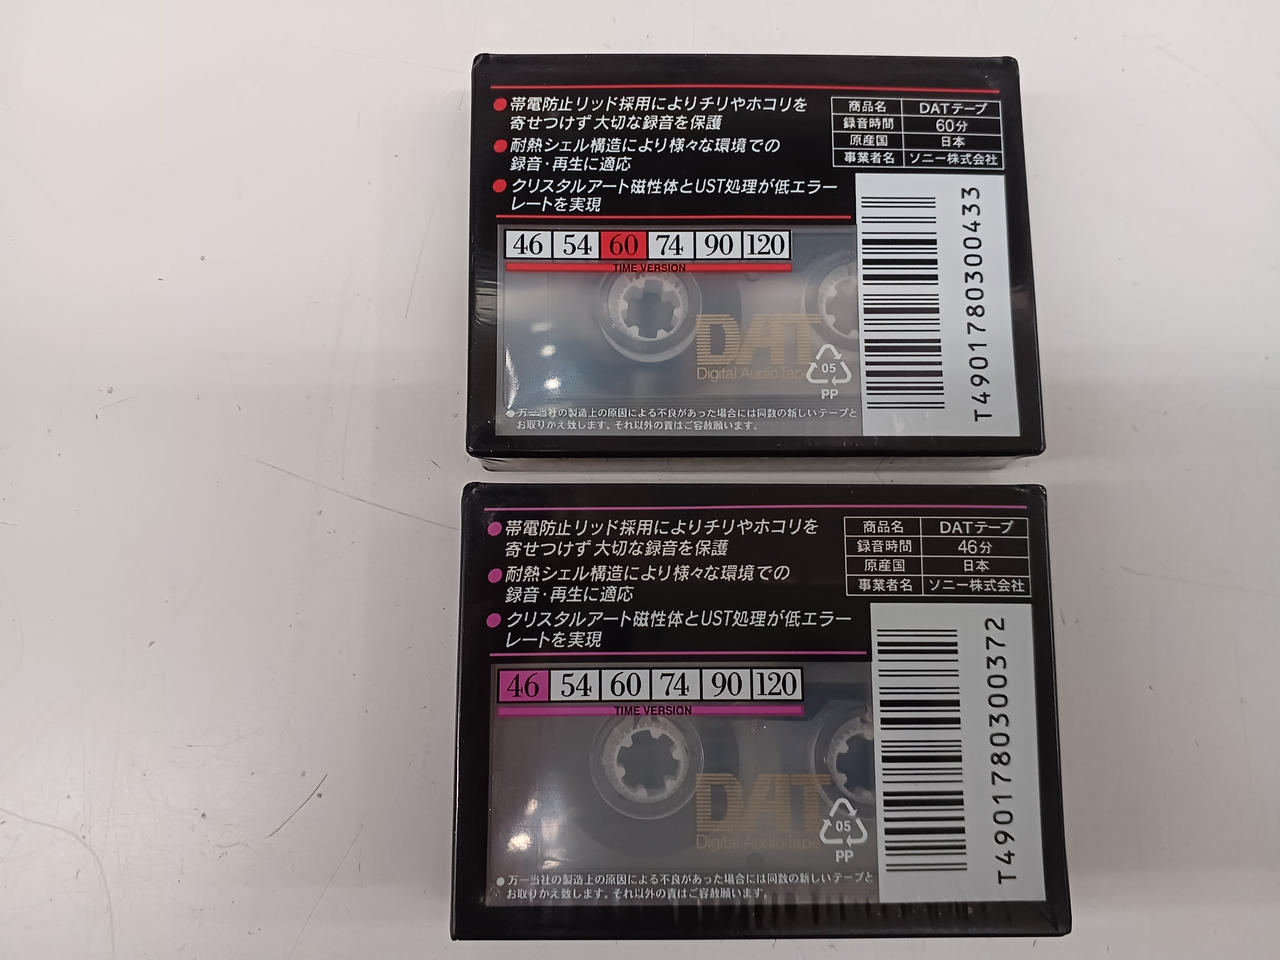 ●帯電防止リッド採用によりチリやホコリを
寄せつけず大切な録音を保護
●耐熱シェル構造により様々な環境での
録音・再生に適応
●クリスタルアート磁性体とUST処理が低エラー
レートを実現
商品名 DATテープ
録音時間 60分
原産国 日本
事業者名 ソニー株式会社
46 54 60 74 90 120
TIME VERSION
DAT
Digital Audio Tape
05
PP
T4901780300433
●万一当社の製造上の原因による不良があった場合には同数の新しいテープと
お取りかえ致します。それ以外の責はご容赦願います。
●帯電防止リッド採用によりチリやホコリを
寄せつけず大切な録音を保護
●耐熱シェル構造により様々な環境での
録音・再生に適応
●クリスタルアート磁性体とUST処理が低エラー
レートを実現
商品名 DATテープ
録音時間 46分
原産国 日本
事業者名 ソニー株式会社
46 54 60 74 90 120
TIME VERSION
DAT
Digital Audio Tape
05
PP
T4901780300372
●万一当社の製造上の原因による不良があった場合には同数の新しいテープと
お取りかえ致します。それ以外の責はご容赦願います。